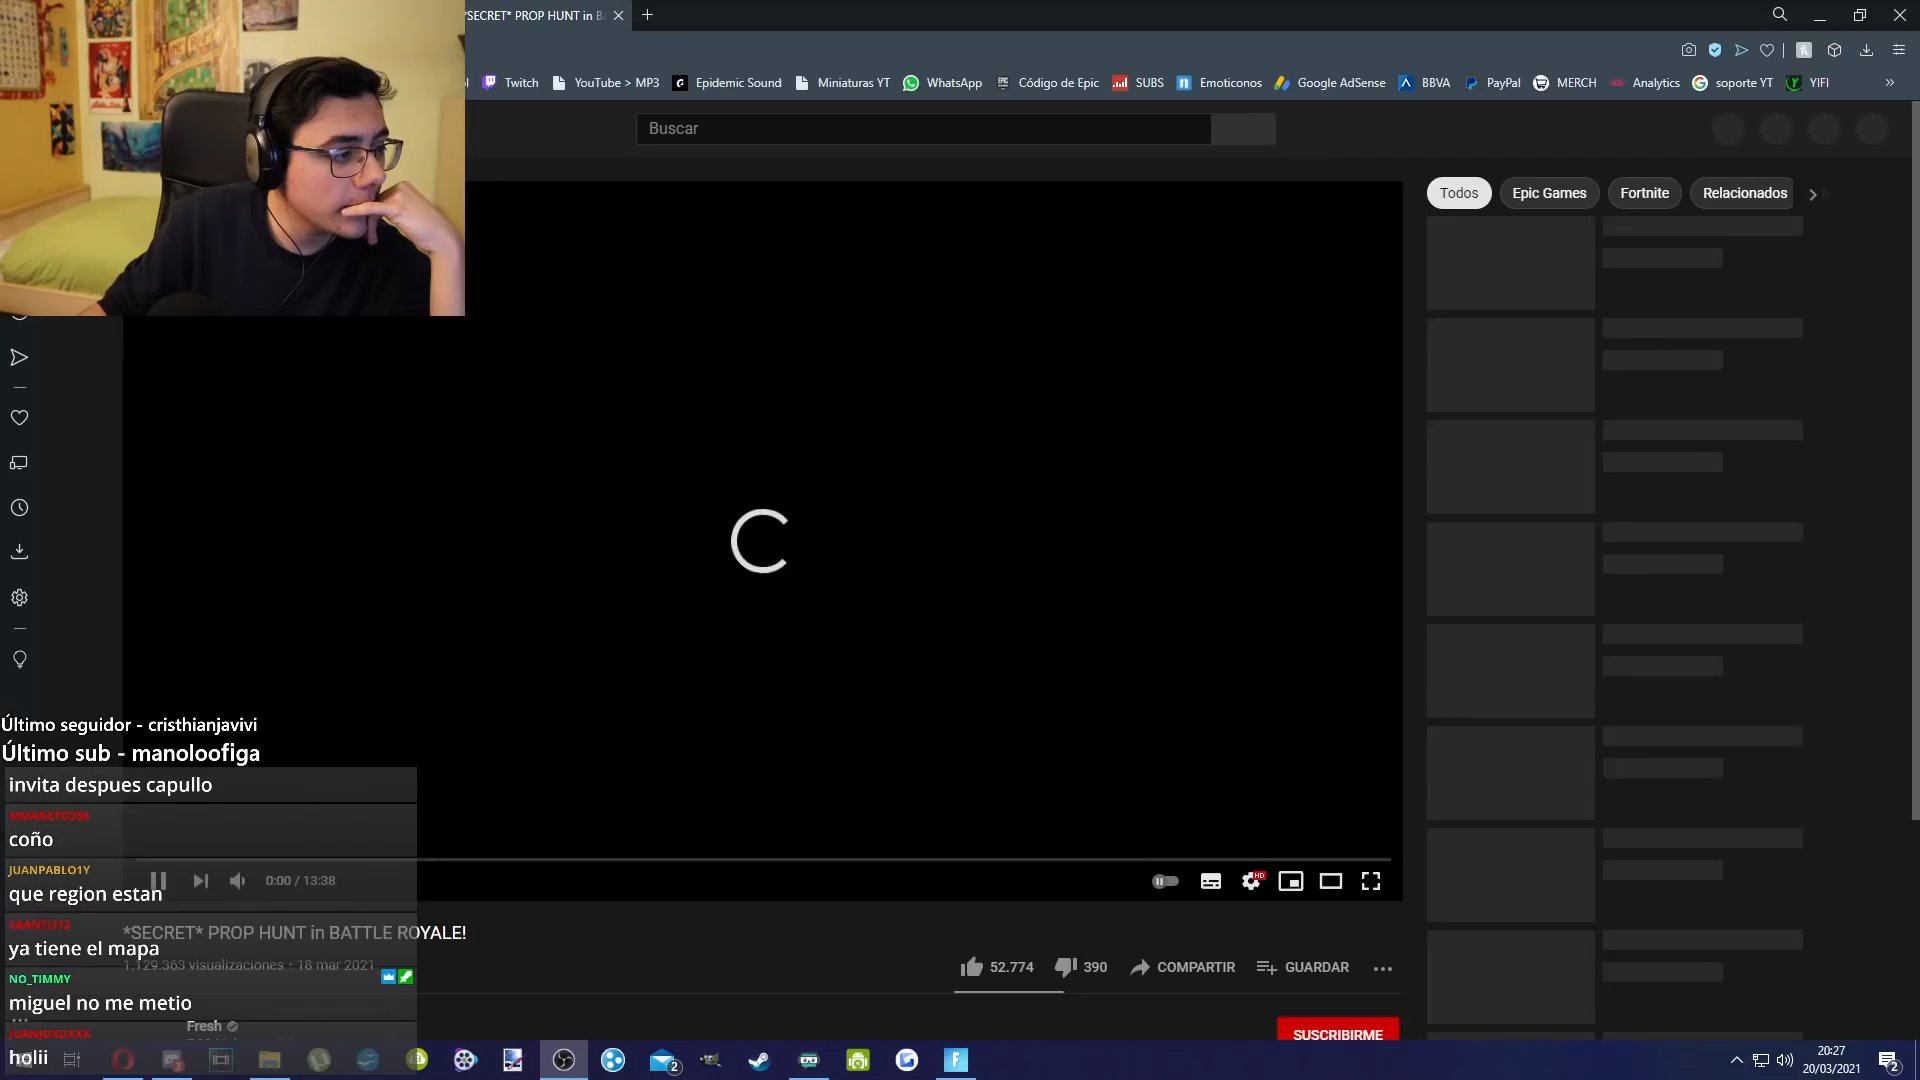 *SECRET* PROP HUNT in B
Twitch
YouTube > MP3
Epidemic Sound
Miniaturas YT
WhatsApp
Código de Epic
SUBS
Emoticonos
Google AdSense
BBVA
PayPal
MERCH
Analytics
soporte YT
YIFI
Buscar
Todos
Epic Games
Fortnite
Relacionados
Último seguidor - cristhianjavivi
Último sub - manoloofiga
invita despues capullo
MMANETO356
coño
JUANPABLO1Y
que region estan
ya tiene el mapa
NO_TIMMY
miguel no me metio
JUANJOXDXXX
holii
0:00 / 13:38
HD
*SECRET* PROP HUNT in BATTLE ROYALE!
1.129.363 visualizaciones • 18 mar 2021
52.774
390
COMPARTIR
GUARDAR
Fresh
SUSCRIBIRME
20:27
20/03/2021